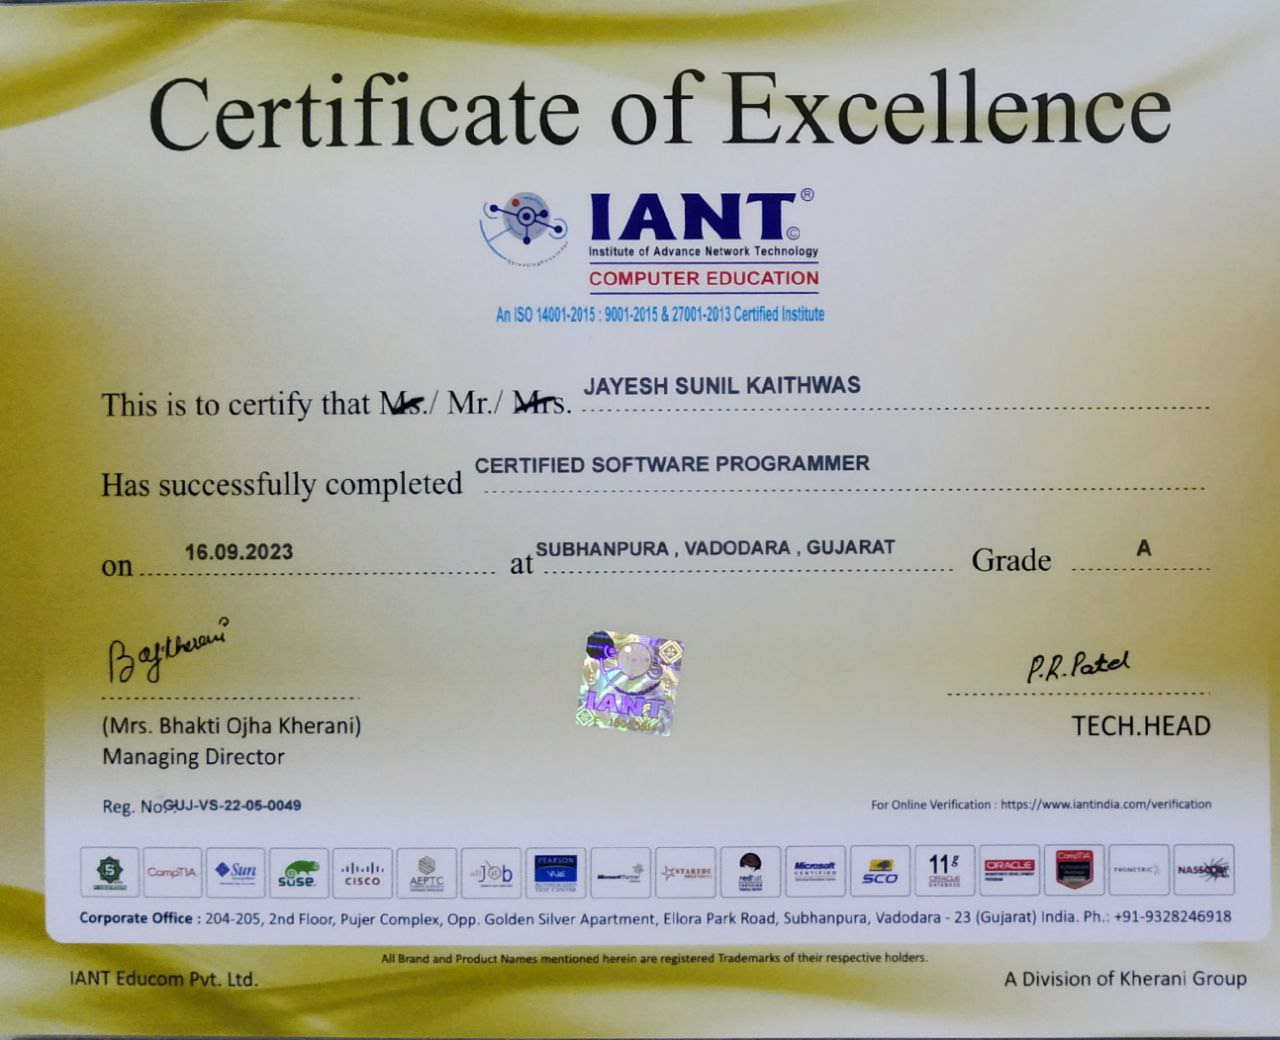 Certificate of Excellence
IANT®
©
Institute of Advance Network Technology
COMPUTER EDUCATION
An ISO 14001-2015 : 9001-2015 & 27001-2013 Certified Institute
This is to certify that Ms./ Mr./ Mrs. JAYESH SUNIL KAITHWAS
Has successfully completed CERTIFIED SOFTWARE PROGRAMMER
on 16.09.2023 at SUBHANPURA , VADODARA , GUJARAT Grade A
P.R.Patel
IANT
(Mrs. Bhakti Ojha Kherani) TECH.HEAD
Managing Director
Reg. No. GUJ-VS-22-05-0049 For Online Verification : https://www.iantindia.com/verification
CompTIA Sun SUSE CISCO AEPTC J@b PEARSON VUE AUTHORIZED TEST CENTER Microsoft Partner redhat Microsoft CERTIFIED SCO 11g ORACLE DATABASE ORACLE CompTIA PROMETRIC NASSCOM
Corporate Office : 204-205, 2nd Floor, Pujer Complex, Opp. Golden Silver Apartment, Ellora Park Road, Subhanpura, Vadodara - 23 (Gujarat) India. Ph.: +91-9328246918
All Brand and Product Names mentioned herein are registered Trademarks of their respective holders.
IANT Educom Pvt. Ltd. A Division of Kherani Group